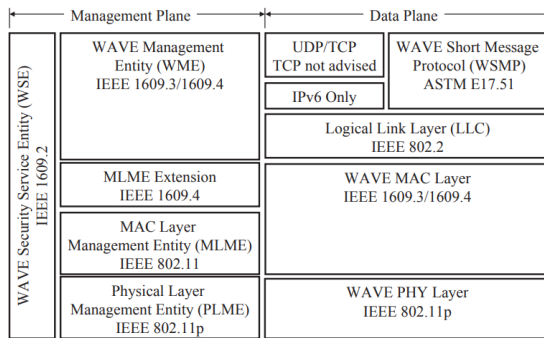 Management Plane
Data Plane
WAVE Security Service Entity (WSE)
IEEE 1609.2
WAVE Management
Entity (WME)
IEEE 1609.3/1609.4
MLME Extension
IEEE 1609.4
MAC Layer
Management Entity (MLME)
IEEE 802.11
Physical Layer
Management Entity (PLME)
IEEE 802.11p
UDP/TCP
TCP not advised
IPv6 Only
WAVE Short Message
Protocol (WSMP)
ASTM E17.51
Logical Link Layer (LLC)
IEEE 802.2
WAVE MAC Layer
IEEE 1609.3/1609.4
WAVE PHY Layer
IEEE 802.11p